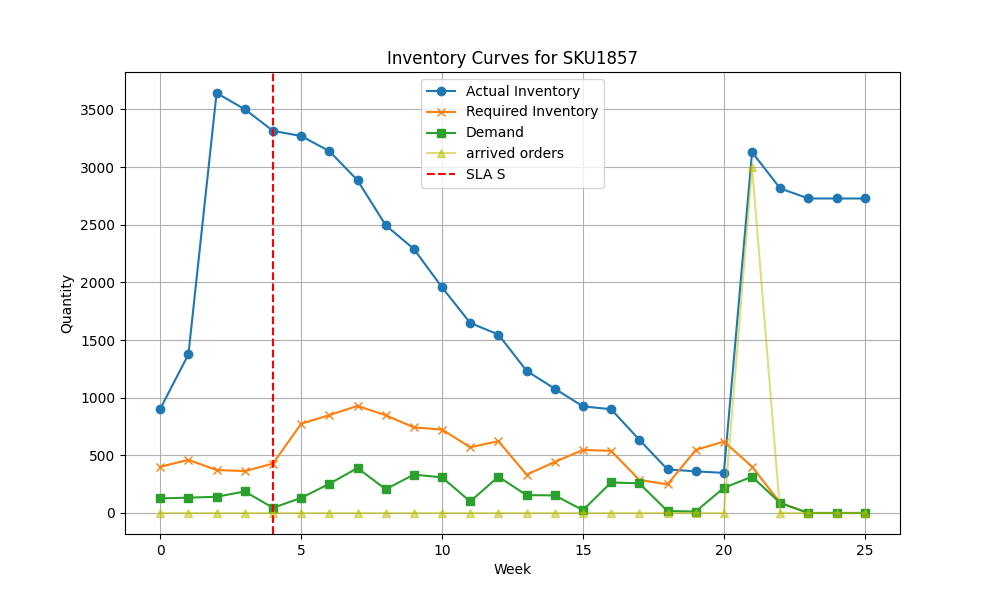 Inventory Curves for SKU1857
Actual Inventory
Required Inventory
Demand
arrived orders
SLA S
Quantity
3500
3000
2500
2000
1500
1000
500
0
0 5 10 15 20 25
Week